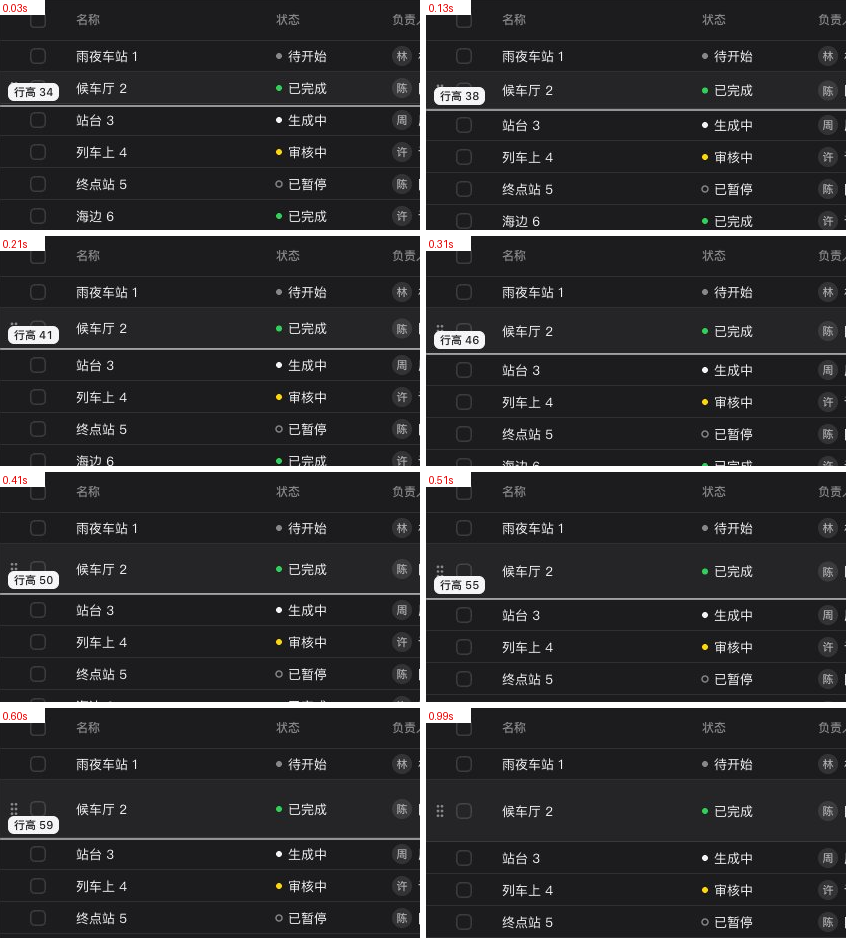 0.03s
名称 状态 负责
雨夜车站 1 待开始 林
候车厅 2 已完成 陈
行高 34
站台 3 生成中 周
列车上 4 审核中 许
终点站 5 已暂停 陈
海边 6 已完成 许
0.13s
名称 状态 负责
雨夜车站 1 待开始 林
候车厅 2 已完成 陈
行高 38
站台 3 生成中 周
列车上 4 审核中 许
终点站 5 已暂停 陈
海边 6 已完成 许
0.21s
名称 状态 负责
雨夜车站 1 待开始 林
候车厅 2 已完成 陈
行高 41
站台 3 生成中 周
列车上 4 审核中 许
终点站 5 已暂停 陈
海边 6 已完成 许
0.31s
名称 状态 负责
雨夜车站 1 待开始 林
候车厅 2 已完成 陈
行高 46
站台 3 生成中 周
列车上 4 审核中 许
终点站 5 已暂停 陈
0.41s
名称 状态 负责
雨夜车站 1 待开始 林
候车厅 2 已完成 陈
行高 50
站台 3 生成中 周
列车上 4 审核中 许
终点站 5 已暂停 陈
0.51s
名称 状态 负责
雨夜车站 1 待开始 林
候车厅 2 已完成 陈
行高 55
站台 3 生成中 周
列车上 4 审核中 许
终点站 5 已暂停 陈
0.60s
名称 状态 负责
雨夜车站 1 待开始 林
候车厅 2 已完成 陈
行高 59
站台 3 生成中 周
列车上 4 审核中 许
终点站 5 已暂停 陈
0.99s
名称 状态 负责
雨夜车站 1 待开始 林
候车厅 2 已完成 陈
站台 3 生成中 周
列车上 4 审核中 许
终点站 5 已暂停 陈